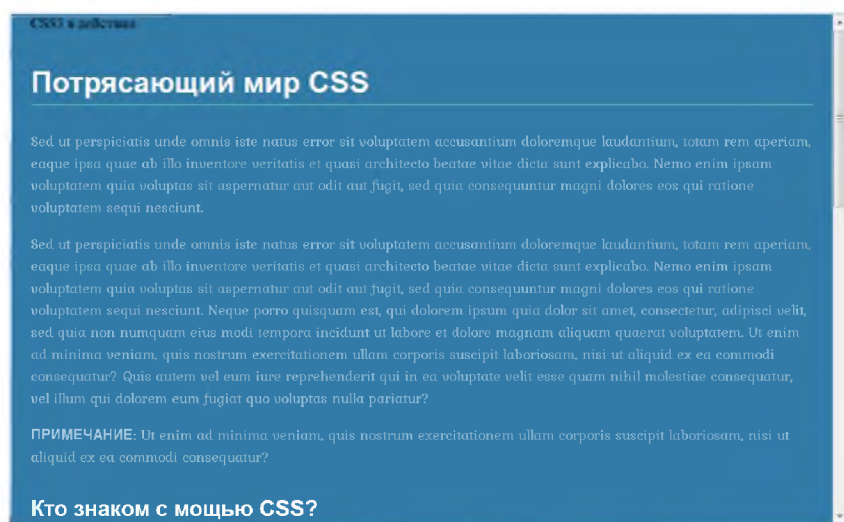 CSS3 в действии
Потрясающий мир CSS
Sed ut perspiciatis unde omnis iste natus error sit voluptatem accusantium doloremque laudantium, totam rem aperiam,
eaque ipsa quae ab illo inventore veritatis et quasi architecto beatae vitae dicta sunt explicabo. Nemo enim ipsam
voluptatem quia voluptas sit aspernatur aut odit aut fugit, sed quia consequuntur magni dolores eos qui ratione
voluptatem sequi nesciunt.
Sed ut perspiciatis unde omnis iste natus error sit voluptatem accusantium doloremque laudantium, totam rem aperiam,
eaque ipsa quae ab illo inventore veritatis et quasi architecto beatae vitae dicta sunt explicabo. Nemo enim ipsam
voluptatem quia voluptas sit aspernatur aut odit aut fugit, sed quia consequuntur magni dolores eos qui ratione
voluptatem sequi nesciunt. Neque porro quisquam est, qui dolorem ipsum quia dolor sit amet, consectetur, adipisci velit,
sed quia non numquam eius modi tempora incidunt ut labore et dolore magnam aliquam quaerat voluptatem. Ut enim
ad minima veniam, quis nostrum exercitationem ullam corporis suscipit laboriosam, nisi ut aliquid ex ea commodi
consequatur? Quis autem vel eum iure reprehenderit qui in ea voluptate velit esse quam nihil molestiae consequatur,
vel illum qui dolorem eum fugiat quo voluptas nulla pariatur?
ПРИМЕЧАНИЕ: Ut enim ad minima veniam, quis nostrum exercitationem ullam corporis suscipit laboriosam, nisi ut
aliquid ex ea commodi consequatur?
Кто знаком с мощью CSS?